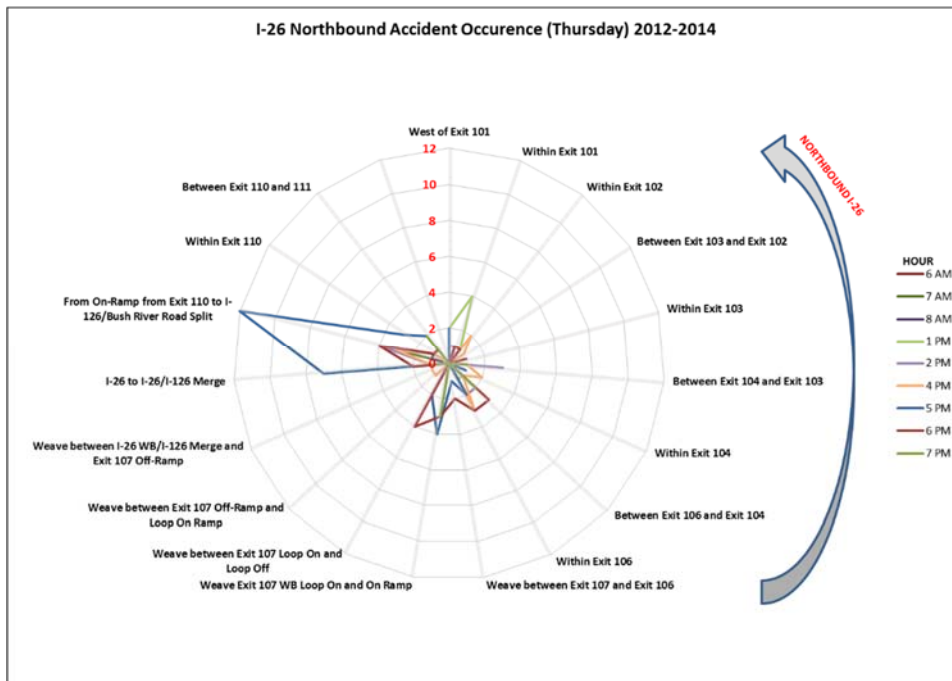 I-26 Northbound Accident Occurence (Thursday) 2012-2014
West of Exit 101
Within Exit 101
Within Exit 102
Between Exit 103 and Exit 102
Within Exit 103
Between Exit 104 and Exit 103
Within Exit 104
Between Exit 106 and Exit 104
Within Exit 106
Weave between Exit 107 and Exit 106
Weave Exit 107 WB Loop On and On Ramp
Weave between Exit 107 Loop On and
Loop Off
Weave between Exit 107 Off-Ramp and
Loop On Ramp
Weave between I-26 WB/I-126 Merge and
Exit 107 Off-Ramp
I-26 to I-26/I-126 Merge
From On-Ramp from Exit 110 to I-
126/Bush River Road Split
Within Exit 110
Between Exit 110 and 111
12
10
8
6
4
2
0
NORTHBOUND I-26
HOUR
6 AM
7 AM
8 AM
1 PM
2 PM
4 PM
5 PM
6 PM
7 PM